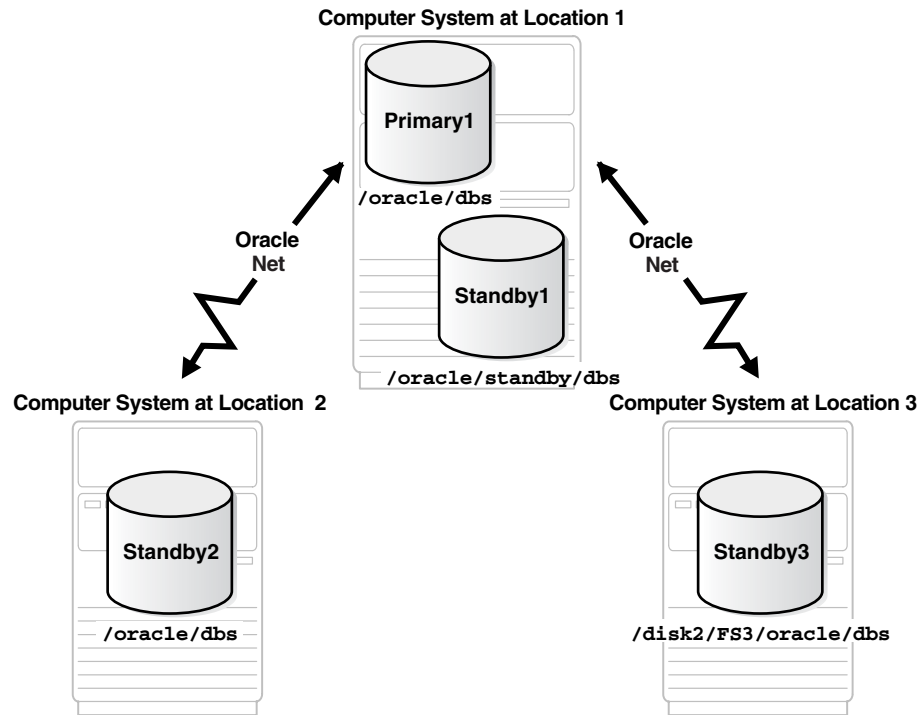 Computer System at Location 1
Primary1
/oracle/dbs
Oracle
Net
Oracle
Net
Standby1
/oracle/standby/dbs
Computer System at Location 2
Computer System at Location 3
Standby2
Standby3
/oracle/dbs
/disk2/FS3/oracle/dbs